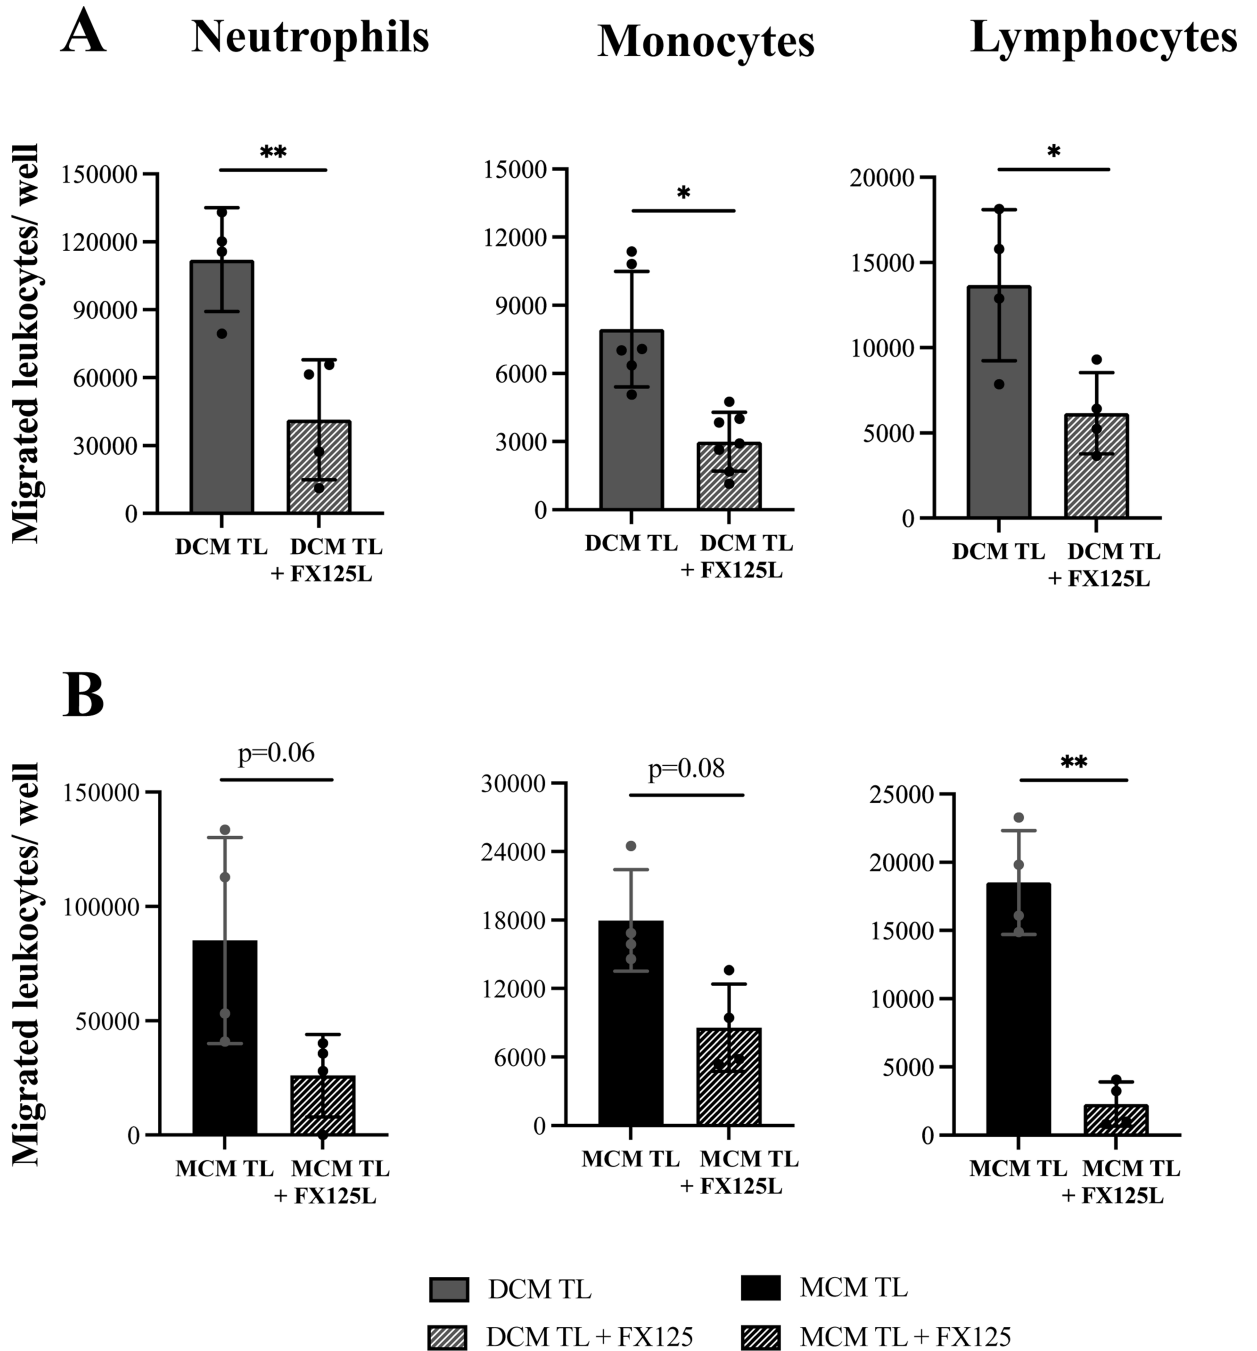 A
Neutrophils
Monocytes
Lymphocytes
Migrated leukocytes/ well
150000
120000
90000
60000
30000
0
**
DCM TL
DCM TL
+ FX125L
15000
12000
9000
6000
3000
0
*
DCM TL
DCM TL
+ FX125L
20000
15000
10000
5000
0
*
DCM TL
DCM TL
+ FX125L
B
Migrated leukocytes/ well
150000
100000
50000
0
p=0.06
MCM TL
MCM TL
+ FX125L
30000
24000
18000
12000
6000
0
p=0.08
MCM TL
MCM TL
+ FX125L
25000
20000
15000
10000
5000
0
**
MCM TL
MCM TL
+ FX125L
DCM TL
MCM TL
DCM TL + FX125
MCM TL + FX125